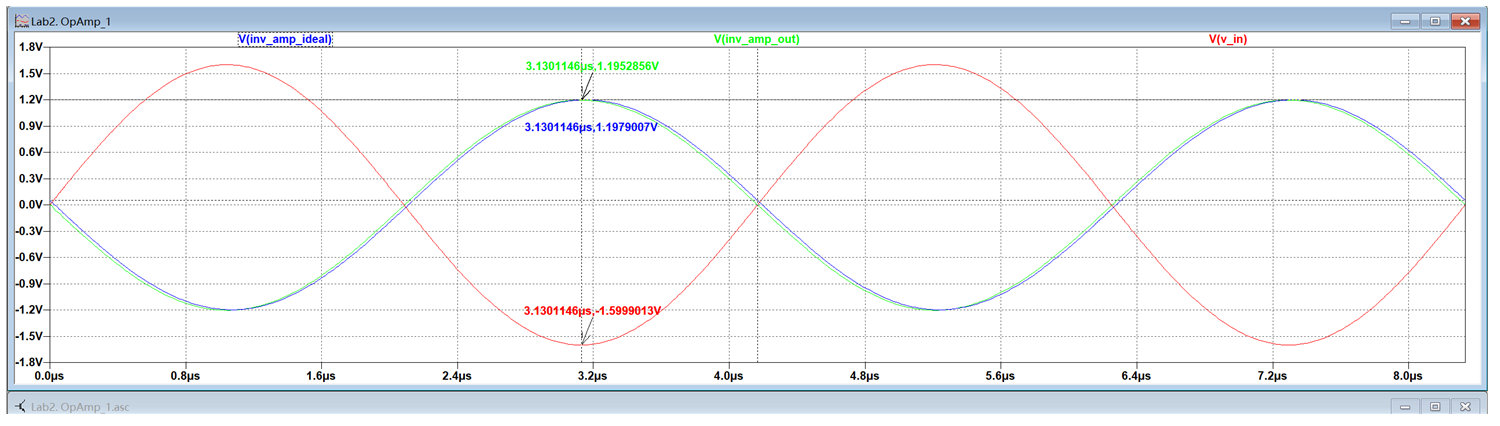 Lab2. OpAmp_1
V(inv_amp_ideal) V(inv_amp_out) V(v_in)
1.8V
1.5V
1.2V
0.9V
0.6V
0.3V
0.0V
-0.3V
-0.6V
-0.9V
-1.2V
-1.5V
-1.8V
3.1301146µs,1.1952856V
3.1301146µs,1.1979007V
3.1301146µs,-1.5999013V
0.0µs 0.8µs 1.6µs 2.4µs 3.2µs 4.0µs 4.8µs 5.6µs 6.4µs 7.2µs 8.0µs
Lab2. OpAmp_1.asc